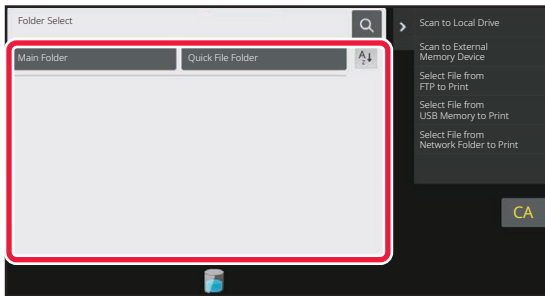 Folder Select
Main Folder
Quick File Folder
A
Z
Scan to Local Drive
Scan to External
Memory Device
Select File from
FTP to Print
Select File from
USB Memory to Print
Select File from
Network Folder to Print
CA